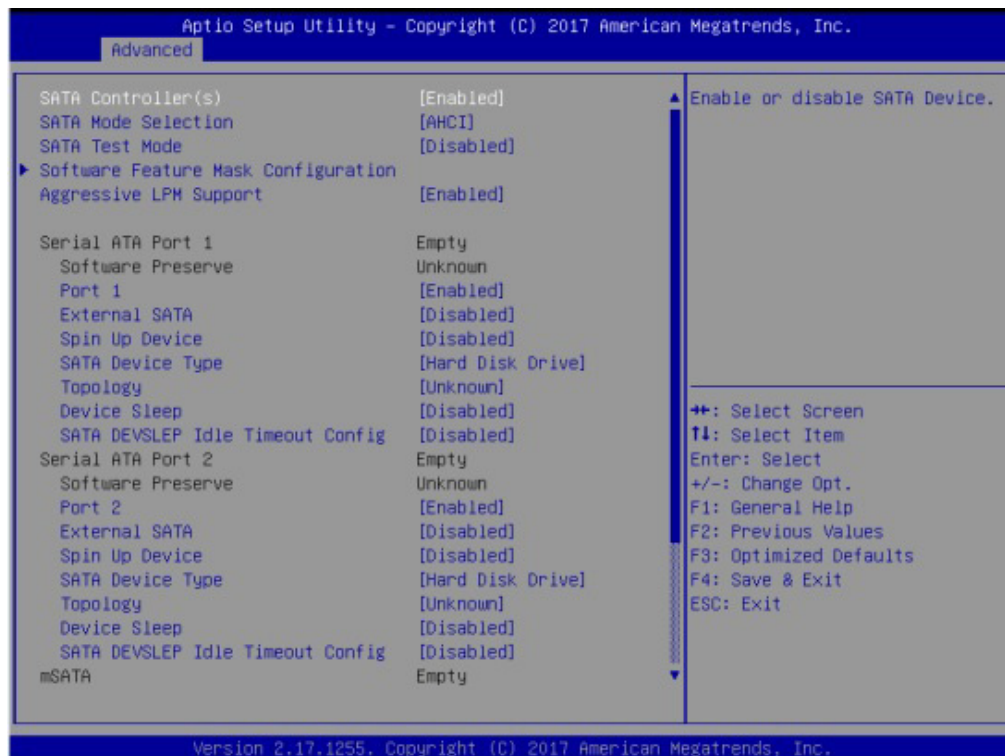 Aptio Setup Utility – Copyright (C) 2017 American Megatrends, Inc.
Advanced
SATA Controller(s) [Enabled]
SATA Mode Selection [AHCI]
SATA Test Mode [Disabled]
Software Feature Mask Configuration
Aggressive LPM Support [Enabled]
Serial ATA Port 1 Empty
Software Preserve Unknown
Port 1 [Enabled]
External SATA [Disabled]
Spin Up Device [Disabled]
SATA Device Type [Hard Disk Drive]
Topology [Unknown]
Device Sleep [Disabled]
SATA DEVSLEP Idle Timeout Config [Disabled]
Serial ATA Port 2 Empty
Software Preserve Unknown
Port 2 [Enabled]
External SATA [Disabled]
Spin Up Device [Disabled]
SATA Device Type [Hard Disk Drive]
Topology [Unknown]
Device Sleep [Disabled]
SATA DEVSLEP Idle Timeout Config [Disabled]
mSATA Empty
Enable or disable SATA Device.
→←: Select Screen
↑↓: Select Item
Enter: Select
+/-: Change Opt.
F1: General Help
F2: Previous Values
F3: Optimized Defaults
F4: Save & Exit
ESC: Exit
Version 2.17.1255. Copyright (C) 2017 American Megatrends, Inc.